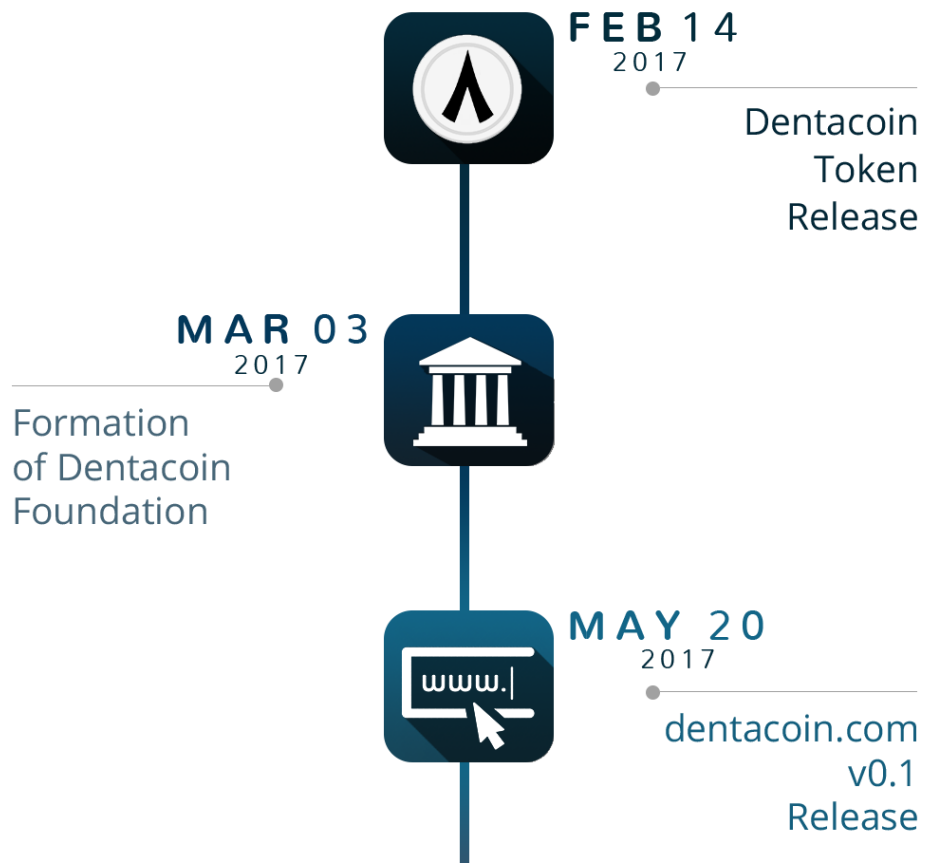 FEB 14
2017
Dentacoin
Token
Release
MAR 03
2017
Formation
of Dentacoin
Foundation
www.
MAY 20
2017
dentacoin.com
v0.1
Release